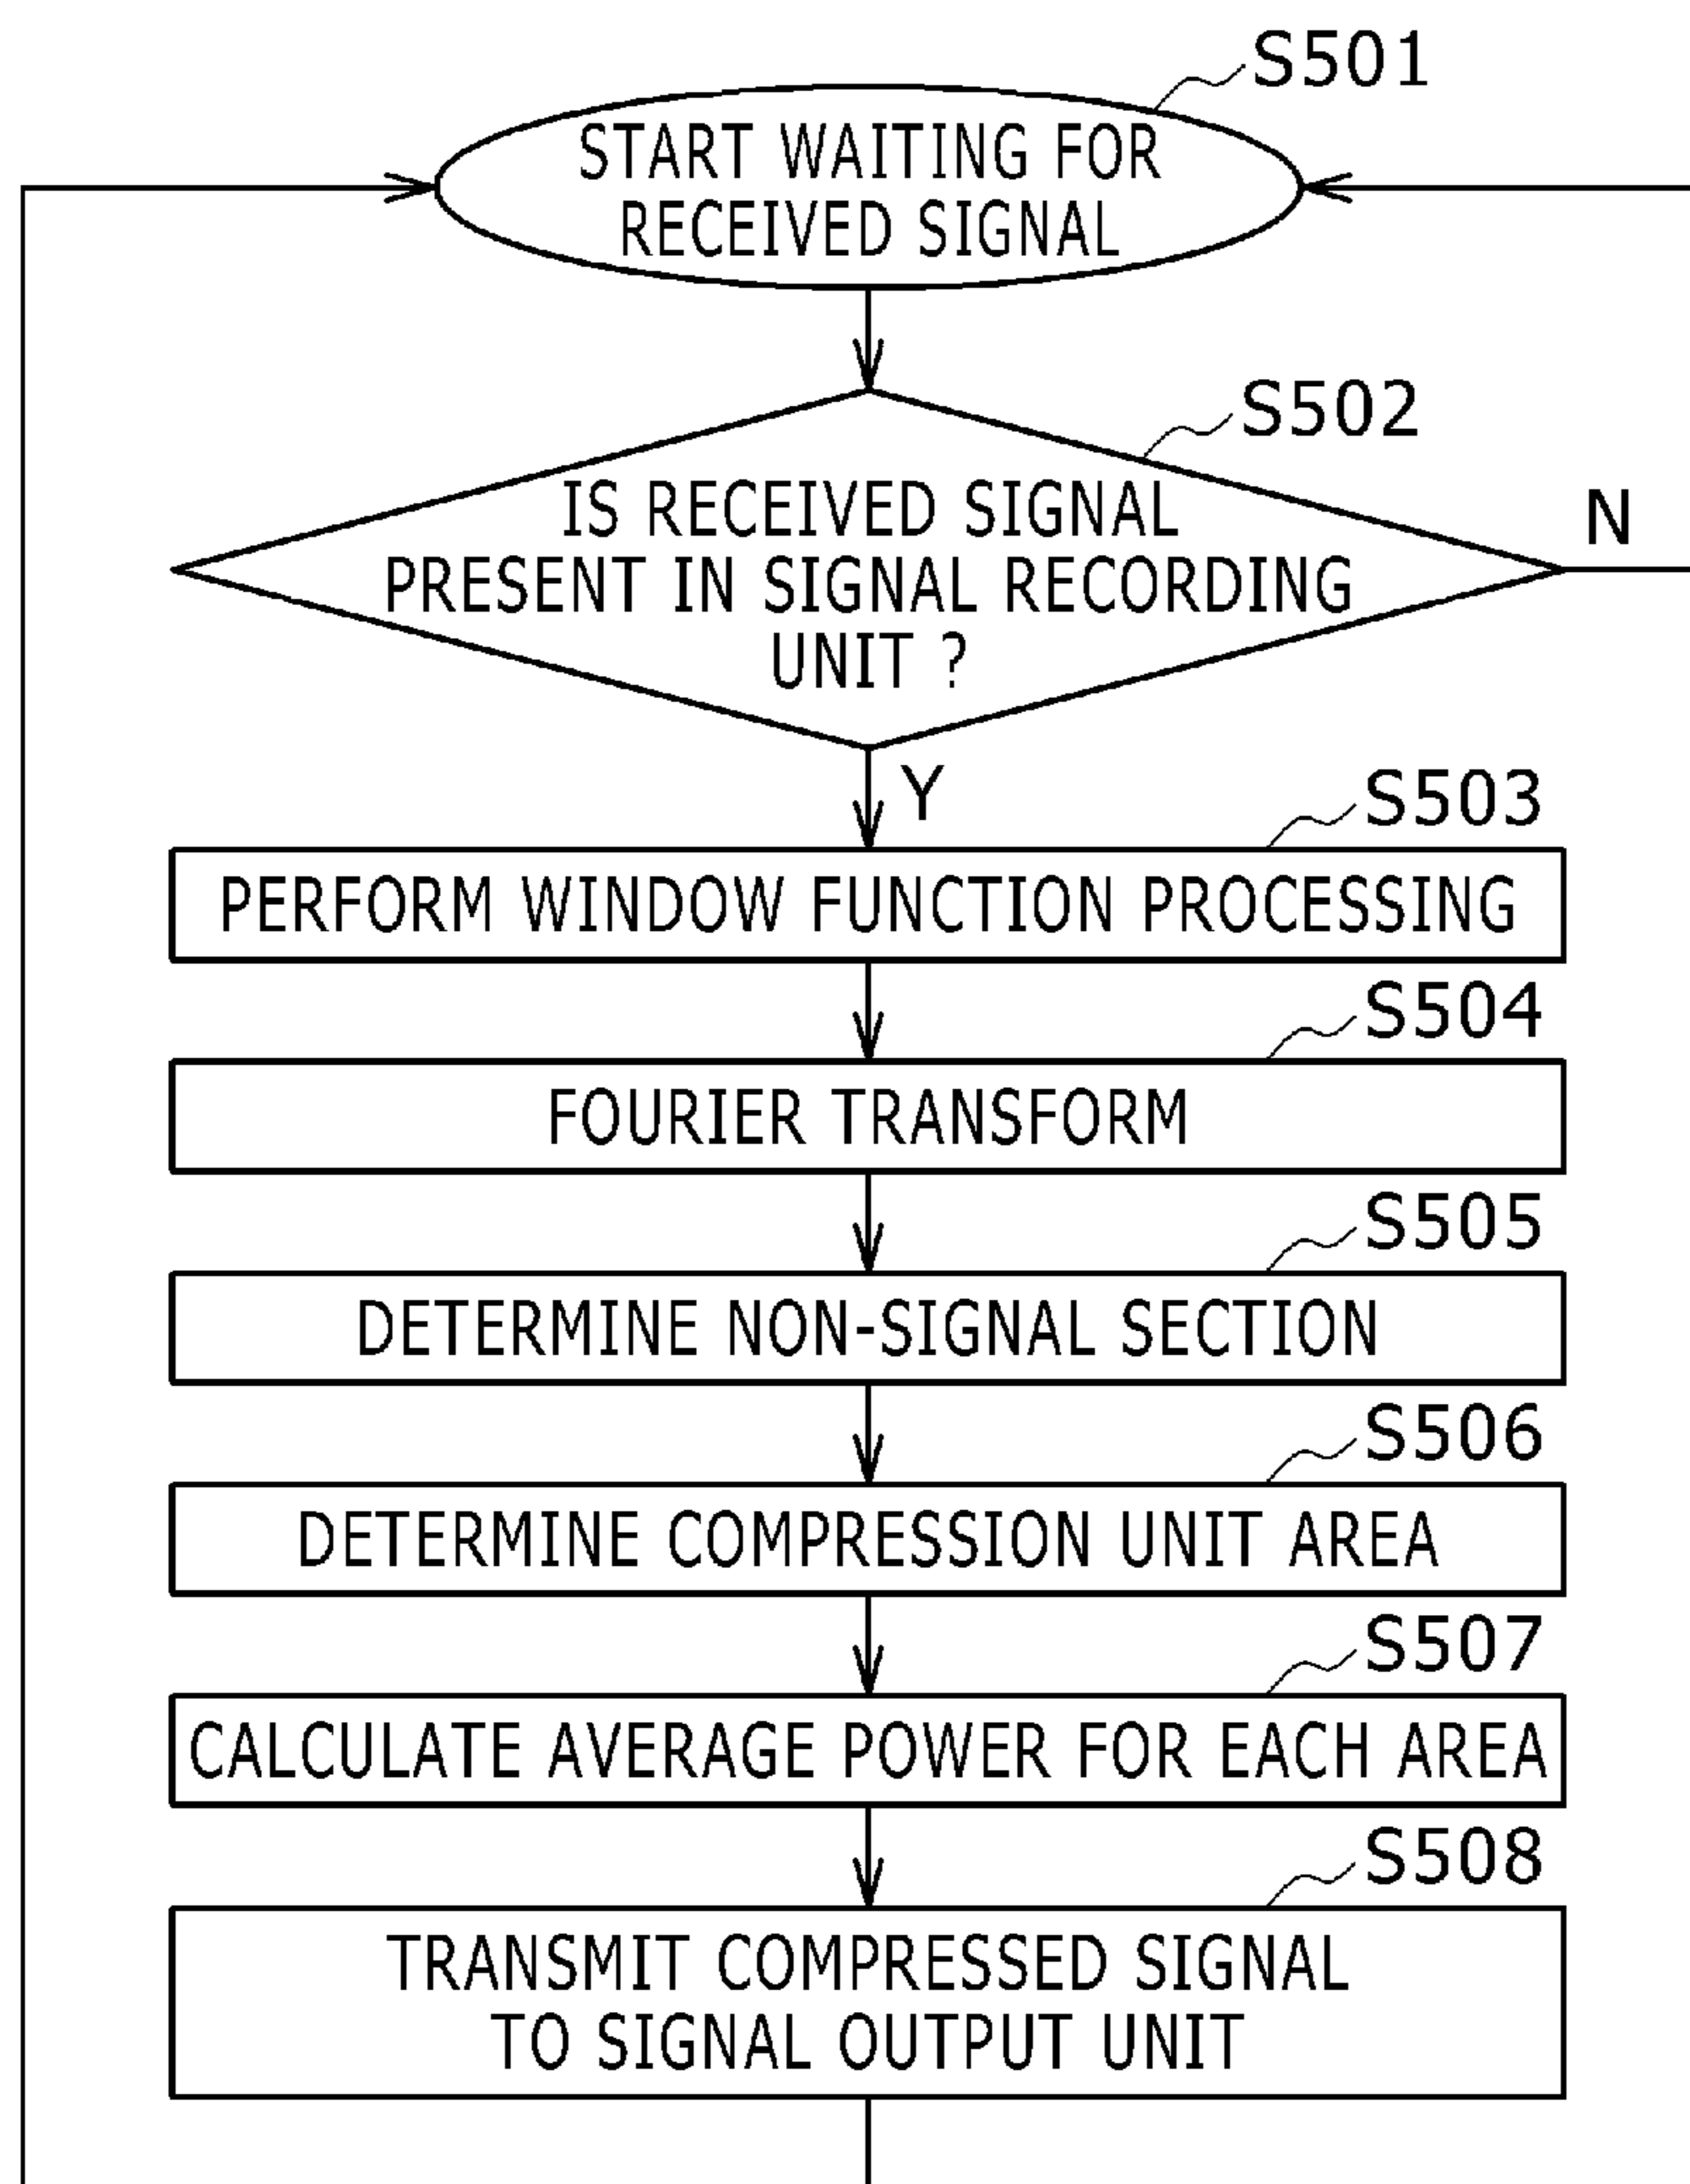 S501
START WAITING FOR
RECEIVED SIGNAL
S502
IS RECEIVED SIGNAL
PRESENT IN SIGNAL RECORDING
UNIT ?
N
Y
S503
PERFORM WINDOW FUNCTION PROCESSING
S504
FOURIER TRANSFORM
S505
DETERMINE NON-SIGNAL SECTION
S506
DETERMINE COMPRESSION UNIT AREA
S507
CALCULATE AVERAGE POWER FOR EACH AREA
S508
TRANSMIT COMPRESSED SIGNAL
TO SIGNAL OUTPUT UNIT